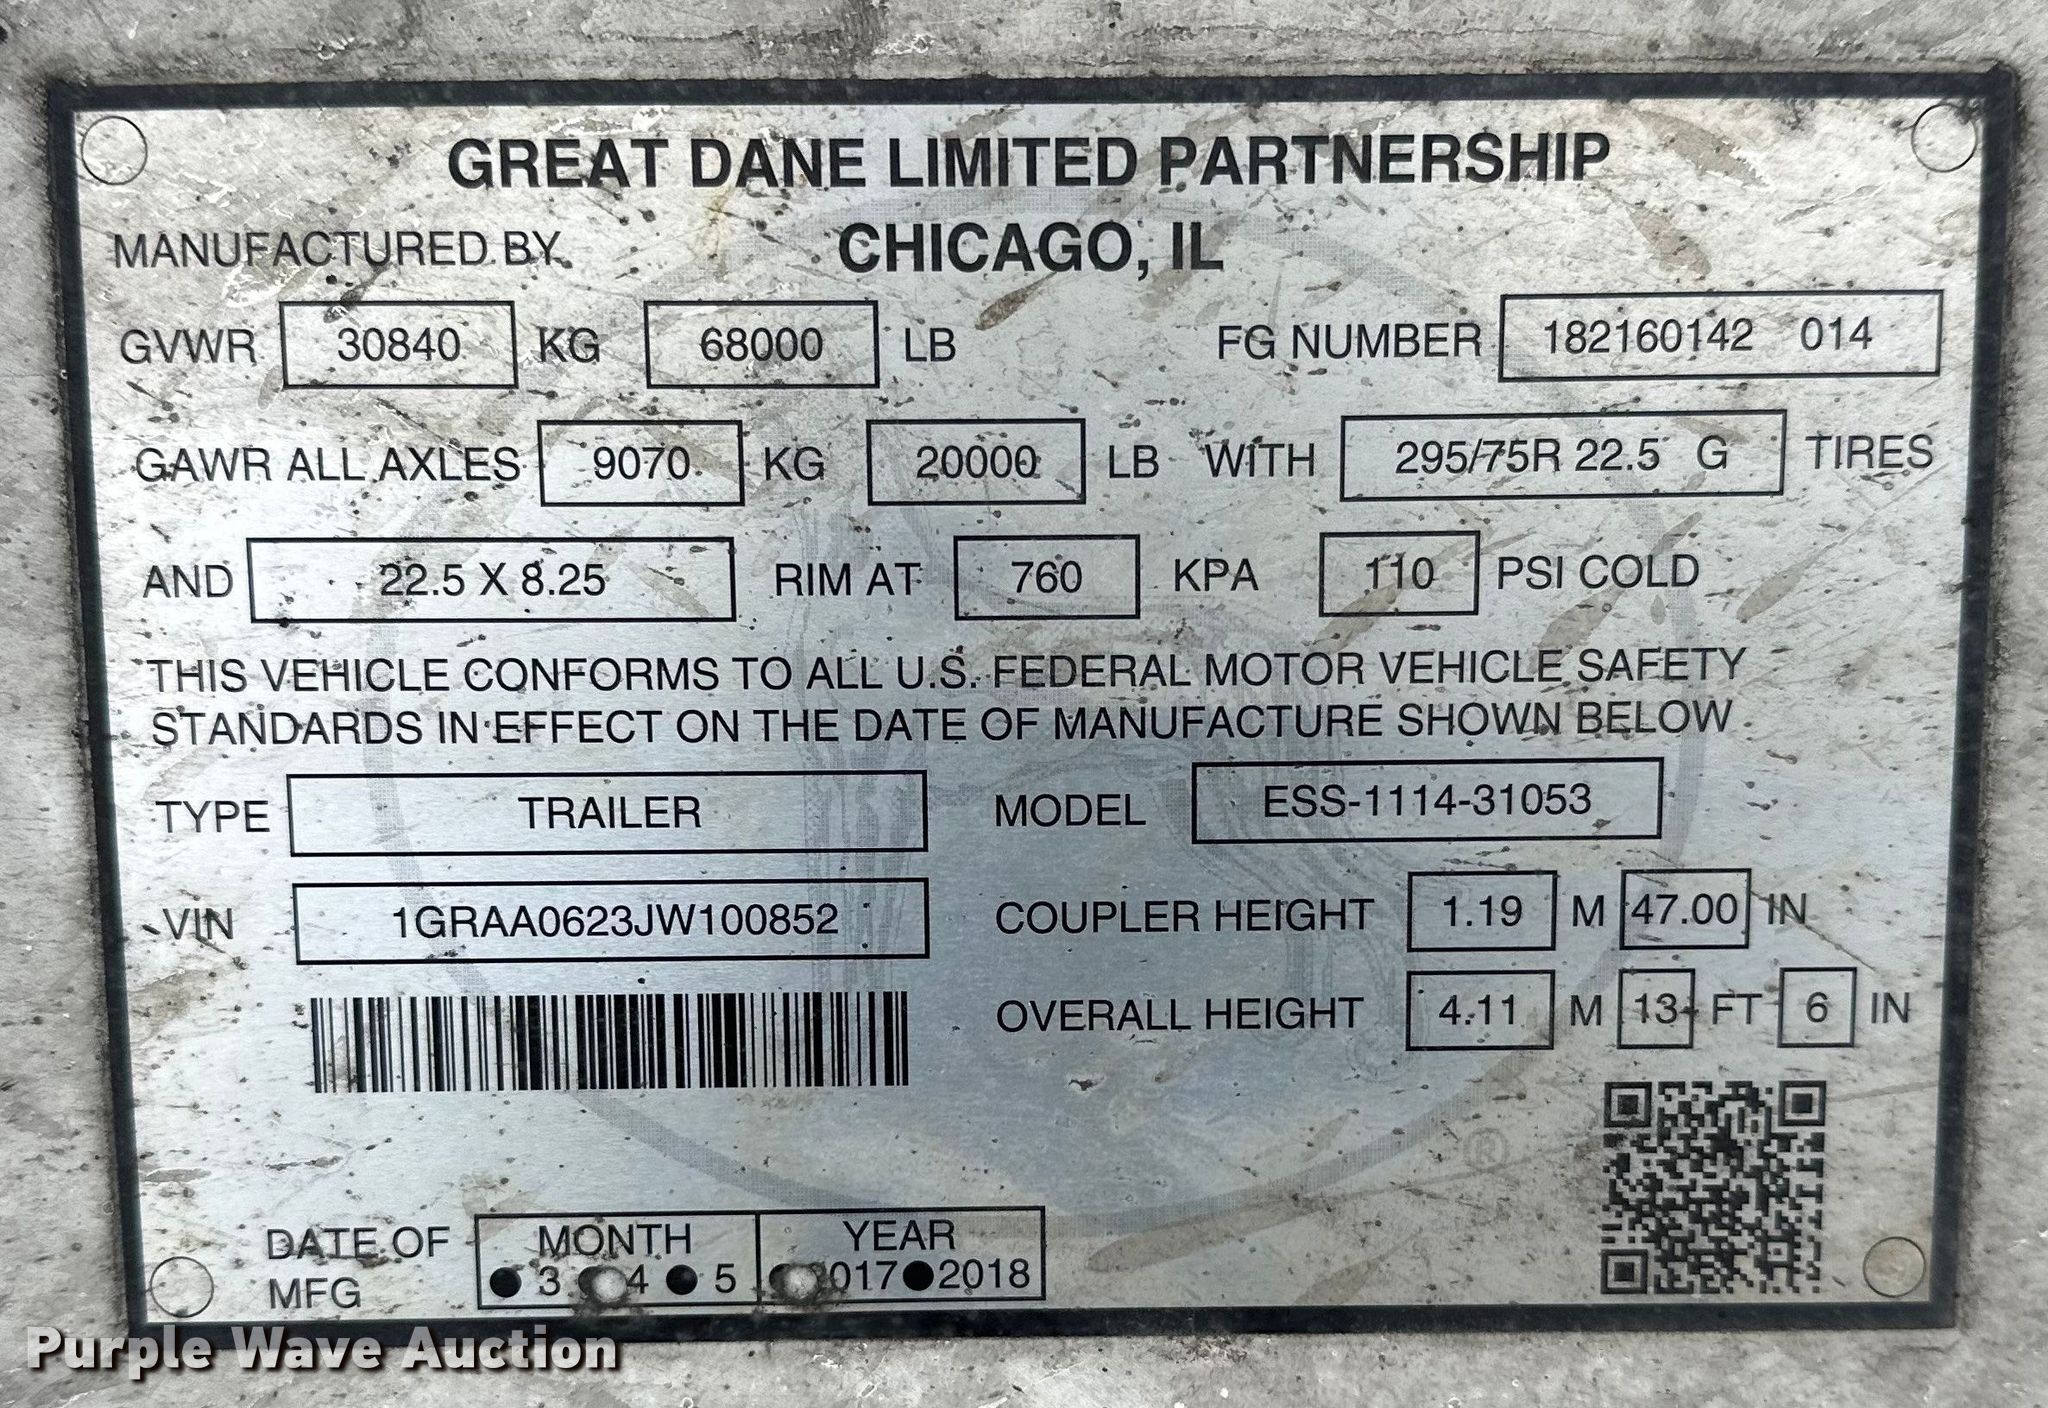 GREAT DANE LIMITED PARTNERSHIP
MANUFACTURED BY CHICAGO, IL
GVWR 30840 KG 68000 LB FG NUMBER 182160142 014
GAWR ALL AXLES 9070 KG 20000 LB WITH 295/75R 22.5 G TIRES
AND 22.5 X 8.25 RIM AT 760 KPA 110 PSI COLD
THIS VEHICLE CONFORMS TO ALL U.S. FEDERAL MOTOR VEHICLE SAFETY
STANDARDS IN EFFECT ON THE DATE OF MANUFACTURE SHOWN BELOW
TYPE TRAILER MODEL ESS-1114-31053
VIN 1GRAA0623JW100852 COUPLER HEIGHT 1.19 M 47.00 IN
OVERALL HEIGHT 4.11 M 13 FT 6 IN
®
DATE OF MFG MONTH YEAR
3 4 5 2017 2018
Purple Wave Auction